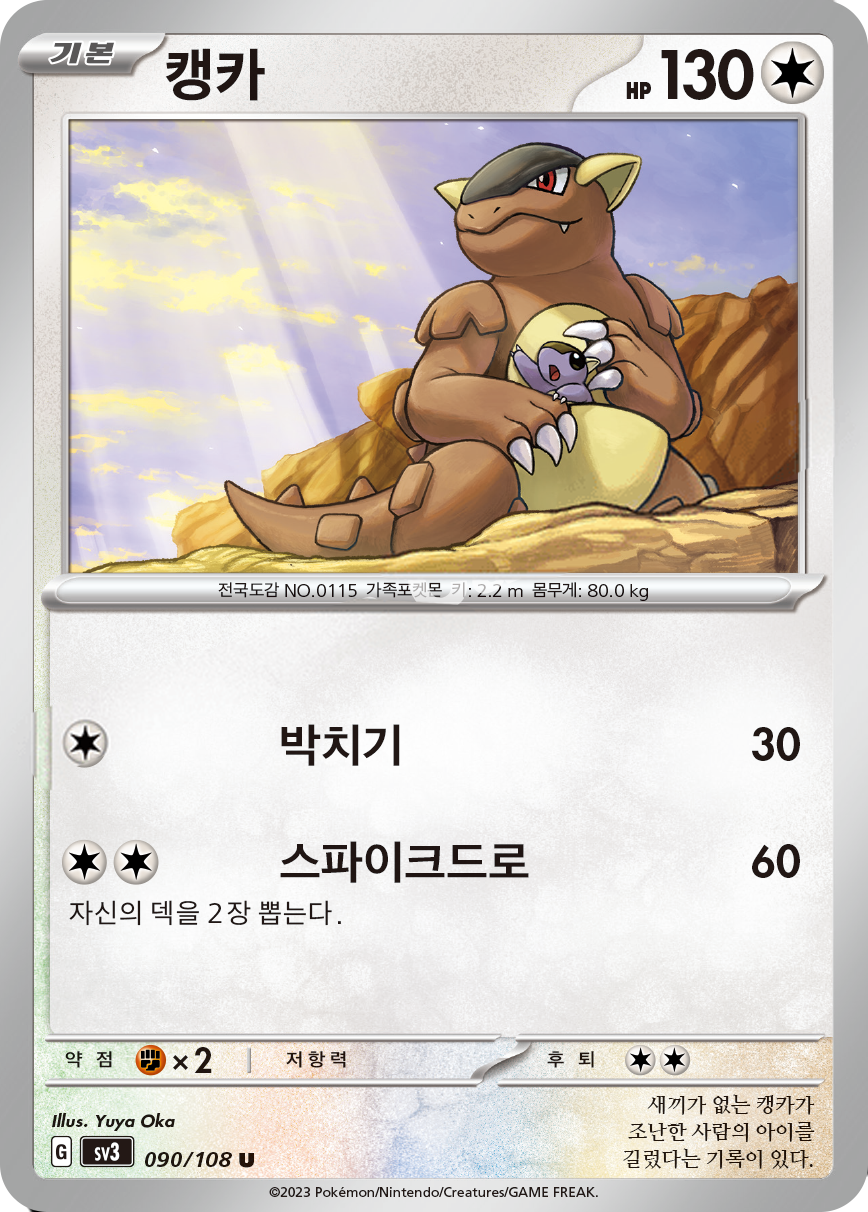 기본 캥카 HP 130
전국도감 NO.0115 가족포켓몬 키: 2.2 m 몸무게: 80.0 kg
박치기 30
스파이크드로 60
자신의 덱을 2장 뽑는다.
약점 ×2 저항력 후퇴
Illus. Yuya Oka
G SV3 090/108 U
새끼가 없는 캥카가
조난한 사람의 아이를
길렀다는 기록이 있다.
©2023 Pokémon/Nintendo/Creatures/GAME FREAK.